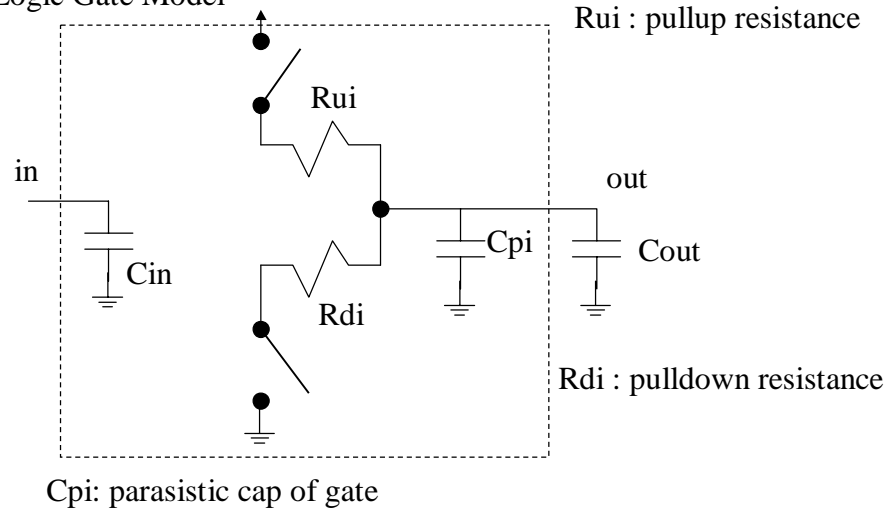 Logic Gate Model
Rui : pullup resistance
Rui
in
out
Cin
Cpi
Cout
Rdi
Rdi : pulldown resistance
Cpi: parasistic cap of gate